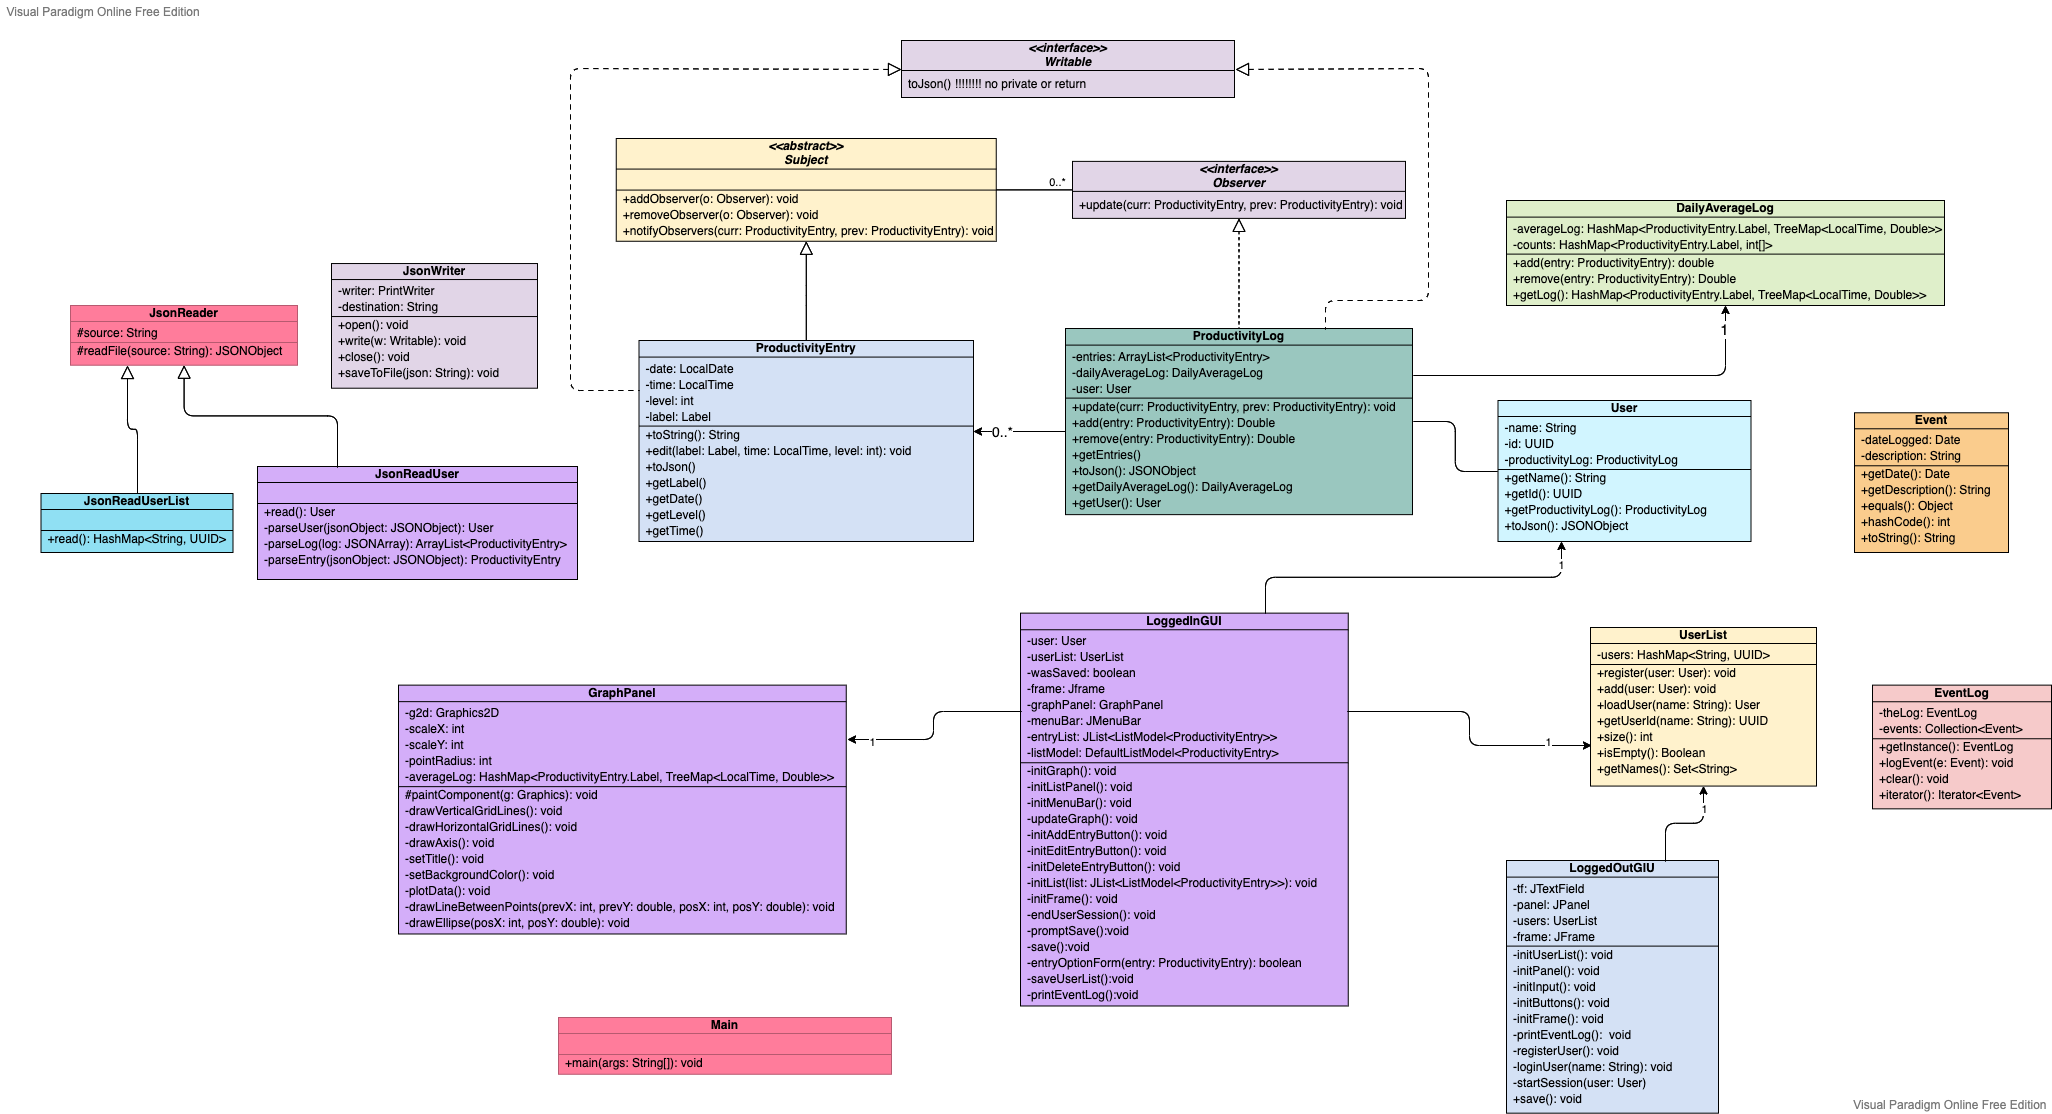 Visual Paradigm Online Free Edition
<<interface>>
Writable
toJson() !!!!!!!! no private or return
<<abstract>>
Subject
+addObserver(o: Observer): void
+removeObserver(o: Observer): void
+notifyObservers(curr: ProductivityEntry, prev: ProductivityEntry): void
0..*
<<interface>>
Observer
+update(curr: ProductivityEntry, prev: ProductivityEntry): void
DailyAverageLog
-averageLog: HashMap<ProductivityEntry.Label, TreeMap<LocalTime, Double>>
-counts: HashMap<ProductivityEntry.Label, int[]>
+add(entry: ProductivityEntry): double
+remove(entry: ProductivityEntry): Double
+getLog(): HashMap<ProductivityEntry.Label, TreeMap<LocalTime, Double>>
1
JsonWriter
-writer: PrintWriter
-destination: String
+open(): void
+write(w: Writable): void
+close(): void
+saveToFile(json: String): void
JsonReader
#source: String
#readFile(source: String): JSONObject
ProductivityEntry
-date: LocalDate
-time: LocalTime
-level: int
-label: Label
+toString(): String
+edit(label: Label, time: LocalTime, level: int): void
+toJson()
+getLabel()
+getDate()
+getLevel()
+getTime()
0..*
ProductivityLog
-entries: ArrayList<ProductivityEntry>
-dailyAverageLog: DailyAverageLog
-user: User
+update(curr: ProductivityEntry, prev: ProductivityEntry): void
+add(entry: ProductivityEntry): Double
+remove(entry: ProductivityEntry): Double
+getEntries()
+toJson(): JSONObject
+getDailyAverageLog(): DailyAverageLog
+getUser(): User
User
-name: String
-id: UUID
-productivityLog: ProductivityLog
+getName(): String
+getId(): UUID
+getProductivityLog(): ProductivityLog
+toJson(): JSONObject
1
Event
-dateLogged: Date
-description: String
+getDate(): Date
+getDescription(): String
+equals(): Object
+hashCode(): int
+toString(): String
JsonReadUserList
+read(): HashMap<String, UUID>
JsonReadUser
+read(): User
-parseUser(jsonObject: JSONObject): User
-parseLog(log: JSONArray): ArrayList<ProductivityEntry>
-parseEntry(jsonObject: JSONObject): ProductivityEntry
GraphPanel
-g2d: Graphics2D
-scaleX: int
-scaleY: int
-pointRadius: int
-averageLog: HashMap<ProductivityEntry.Label, TreeMap<LocalTime, Double>>
#paintComponent(g: Graphics): void
-drawVerticalGridLines(): void
-drawHorizontalGridLines(): void
-drawAxis(): void
-setTitle(): void
-setBackgroundColor(): void
-plotData(): void
-drawLineBetweenPoints(prevX: int, prevY: double, posX: int, posY: double): void
-drawEllipse(posX: int, posY: double): void
1
LoggedInGUI
-user: User
-userList: UserList
-wasSaved: boolean
-frame: Jframe
-graphPanel: GraphPanel
-menuBar: JMenuBar
-entryList: JList<ListModel<ProductivityEntry>>
-listModel: DefaultListModel<ProductivityEntry>
-initGraph(): void
-initListPanel(): void
-initMenuBar(): void
-updateGraph(): void
-initAddEntryButton(): void
-initEditEntryButton(): void
-initDeleteEntryButton(): void
-initList(list: JList<ListModel<ProductivityEntry>>): void
-initFrame(): void
-endUserSession(): void
-promptSave():void
-save():void
-entryOptionForm(entry: ProductivityEntry): boolean
-saveUserList():void
-printEventLog():void
1
UserList
-users: HashMap<String, UUID>
+register(user: User): void
+add(user: User): void
+loadUser(name: String): User
+getUserId(name: String): UUID
+size(): int
+isEmpty(): Boolean
+getNames(): Set<String>
1
EventLog
-theLog: EventLog
-events: Collection<Event>
+getInstance(): EventLog
+logEvent(e: Event): void
+clear(): void
+iterator(): Iterator<Event>
LoggedOutGIU
-tf: JTextField
-panel: JPanel
-users: UserList
-frame: JFrame
-initUserList(): void
-initPanel(): void
-initInput(): void
-initButtons(): void
-initFrame(): void
-printEventLog():  void
-registerUser(): void
-loginUser(name: String): void
-startSession(user: User)
+save(): void
Main
+main(args: String[]): void
Visual Paradigm Online Free Edition